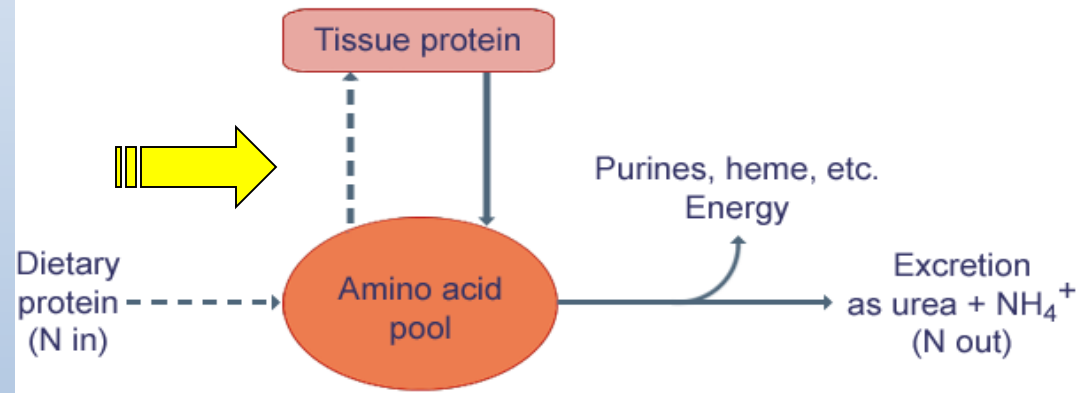 Tissue protein
Purines, heme, etc.
Energy
Dietary
protein
(N in)
Amino acid
pool
Excretion
as urea + NH₄⁺
(N out)